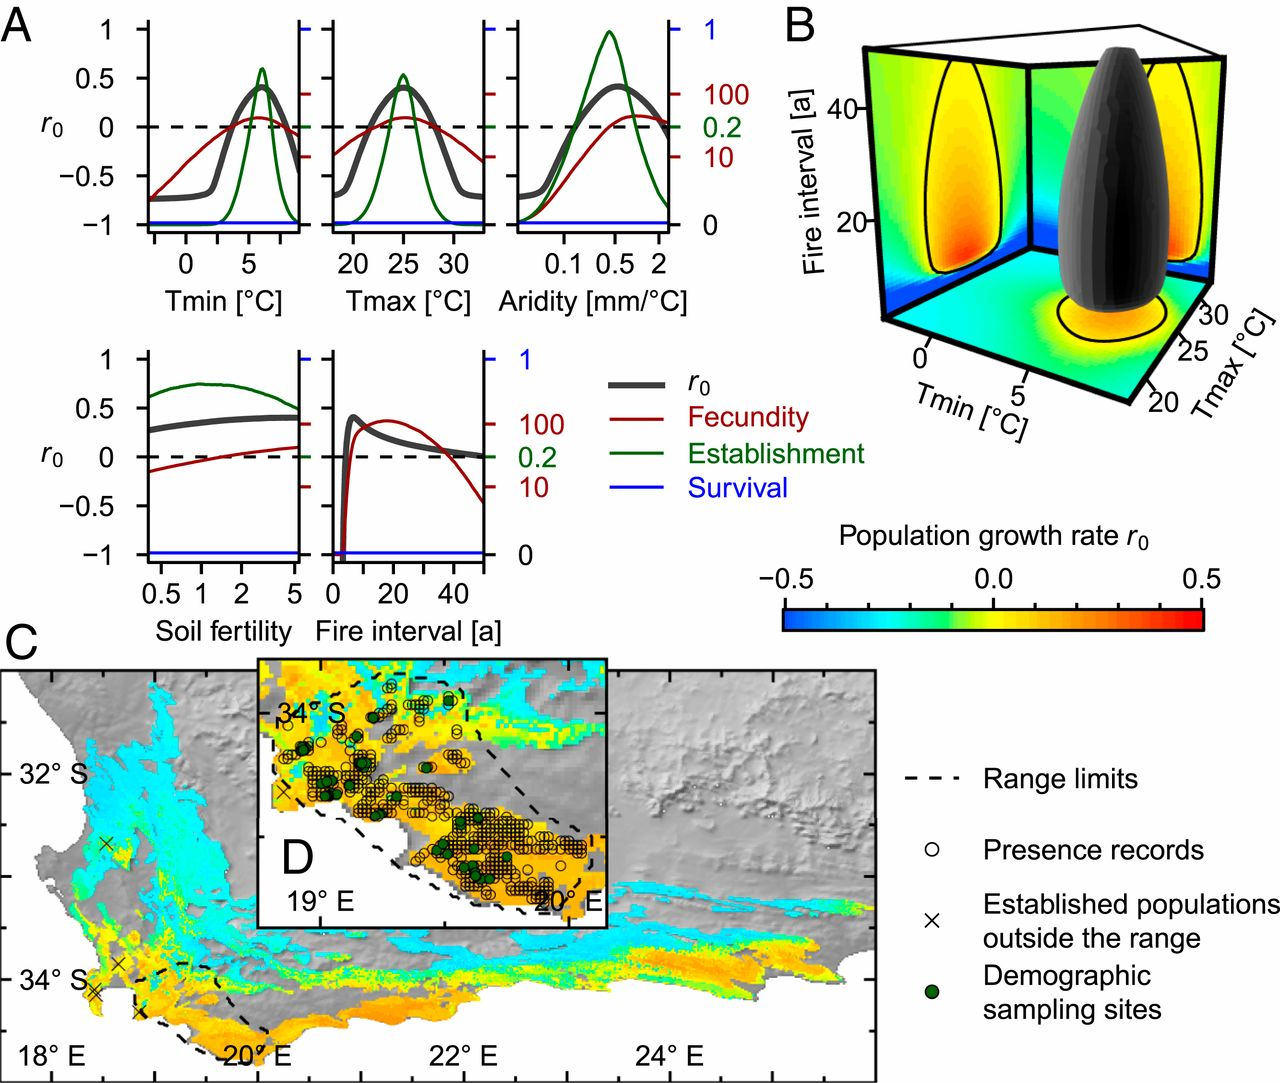 A
1
0.5
r0
0
−0.5
−1
1
100
0.2
10
0
0 5
20 25 30
0.1 0.5 2
Tmin [°C]
Tmax [°C]
Aridity [mm/°C]
1
0.5
r0
0
−0.5
−1
1
100
0.2
10
0
0.5 1 2 5
0 20 40
Soil fertility
Fire interval [a]
r0
Fecundity
Establishment
Survival
B
Fire interval [a]
40
20
0
5
Tmin [°C]
20
25
30
Tmax [°C]
Population growth rate r0
−0.5 0.0 0.5
C
32° S
34° S
18° E
20° E
22° E
24° E
34° S
D
19° E
20° E
Range limits
Presence records
Established populations
outside the range
Demographic
sampling sites